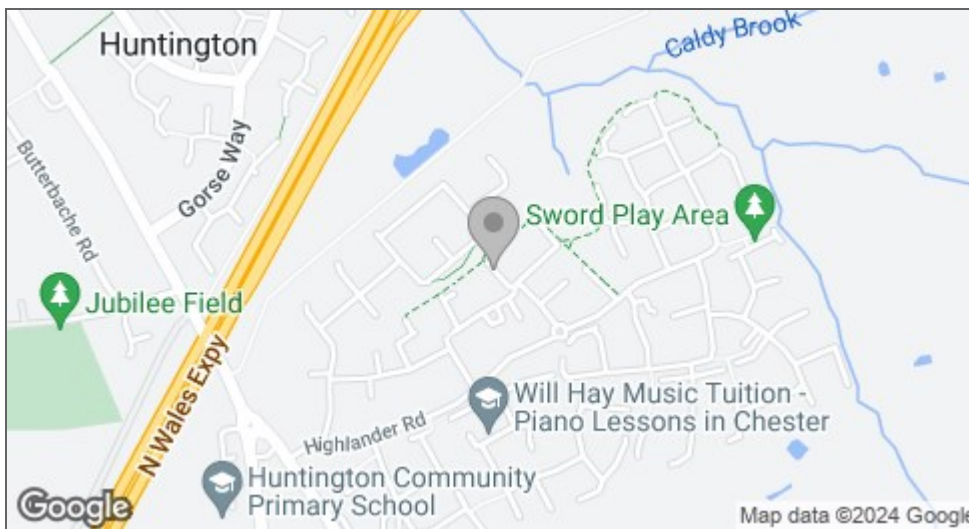 Huntington
Caldy Brook
Butterbache Rd
Gorse Way
Sword Play Area
Jubilee Field
N Wales Expy
Will Hay Music Tuition -
Piano Lessons in Chester
Highlander Rd
Huntington Community
Primary School
Google
Map data ©2024 Google